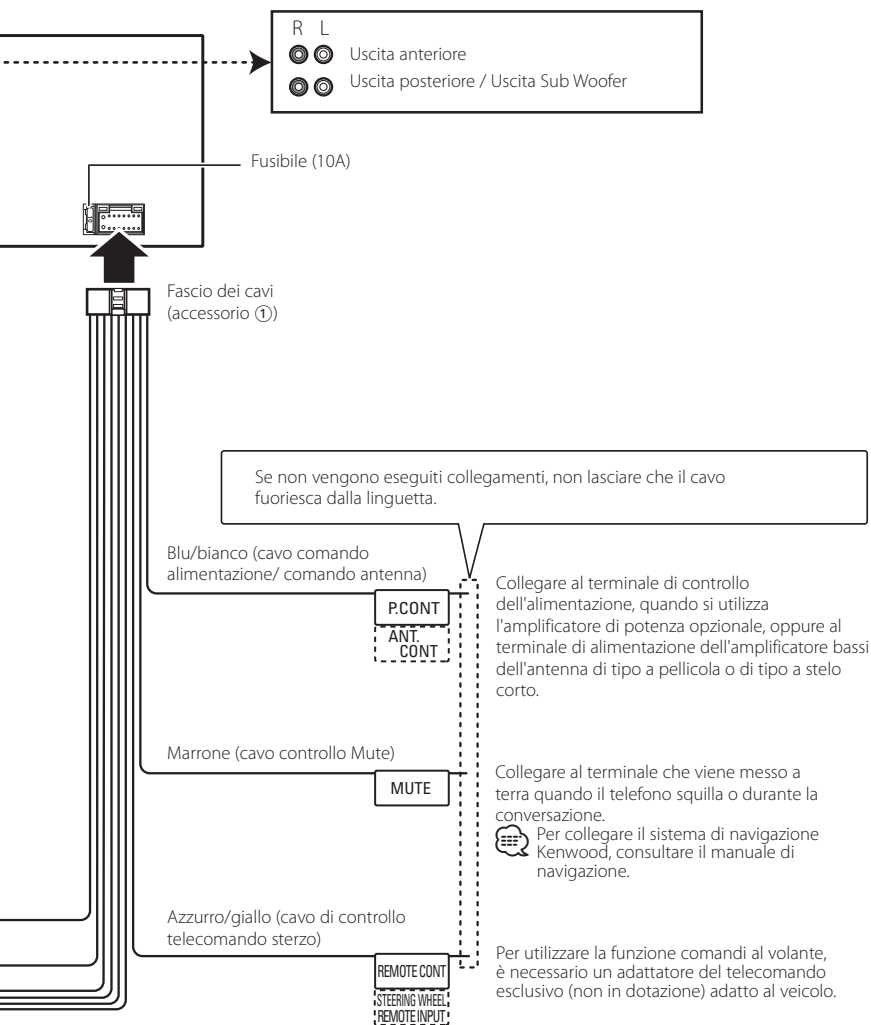 R L
Uscita anteriore
Uscita posteriore / Uscita Sub Woofer
Fusibile (10A)
Fascio dei cavi
(accessorio ①)
Se non vengono eseguiti collegamenti, non lasciare che il cavo
fuoriesca dalla linguetta.
Blu/bianco (cavo comando
alimentazione/ comando antenna)
P.CONT
ANT.
CONT
Collegare al terminale di controllo
dell'alimentazione, quando si utilizza
l'amplificatore di potenza opzionale, oppure al
terminale di alimentazione dell'amplificatore bassi
dell'antenna di tipo a pellicola o di tipo a stelo
corto.
Marrone (cavo controllo Mute)
MUTE
Collegare al terminale che viene messo a
terra quando il telefono squilla o durante la
conversazione.
Per collegare il sistema di navigazione
Kenwood, consultare il manuale di
navigazione.
Azzurro/giallo (cavo di controllo
telecomando sterzo)
REMOTE CONT
STEERING WHEEL
REMOTE INPUT
Per utilizzare la funzione comandi al volante,
è necessario un adattatore del telecomando
esclusivo (non in dotazione) adatto al veicolo.